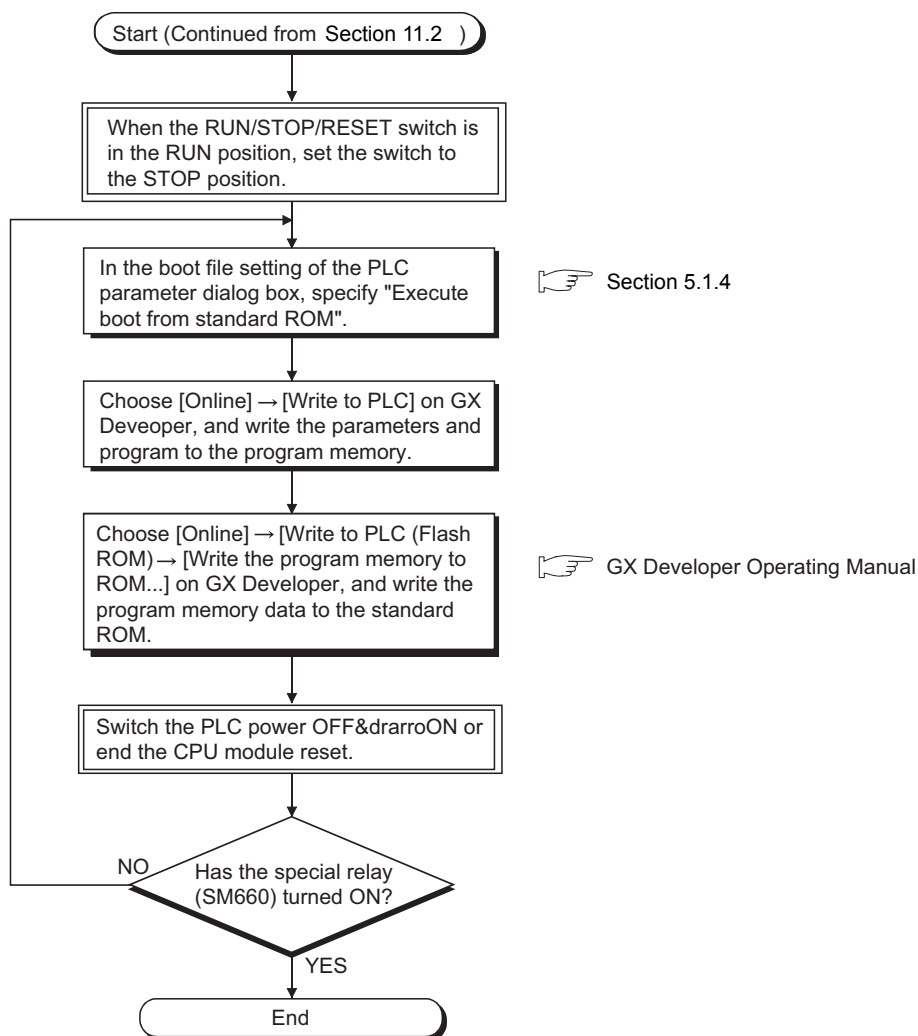 Start (Continued from Section 11.2 )
When the RUN/STOP/RESET switch is
in the RUN position, set the switch to
the STOP position.
In the boot file setting of the PLC
parameter dialog box, specify "Execute
boot from standard ROM".
Section 5.1.4
Choose [Online] → [Write to PLC] on GX
Deveoper, and write the parameters and
program to the program memory.
Choose [Online] → [Write to PLC (Flash
ROM) → [Write the program memory to
ROM...] on GX Developer, and write the
program memory data to the standard
ROM.
GX Developer Operating Manual
Switch the PLC power OFF&drarroON or
end the CPU module reset.
NO
Has the special relay
(SM660) turned ON?
YES
End